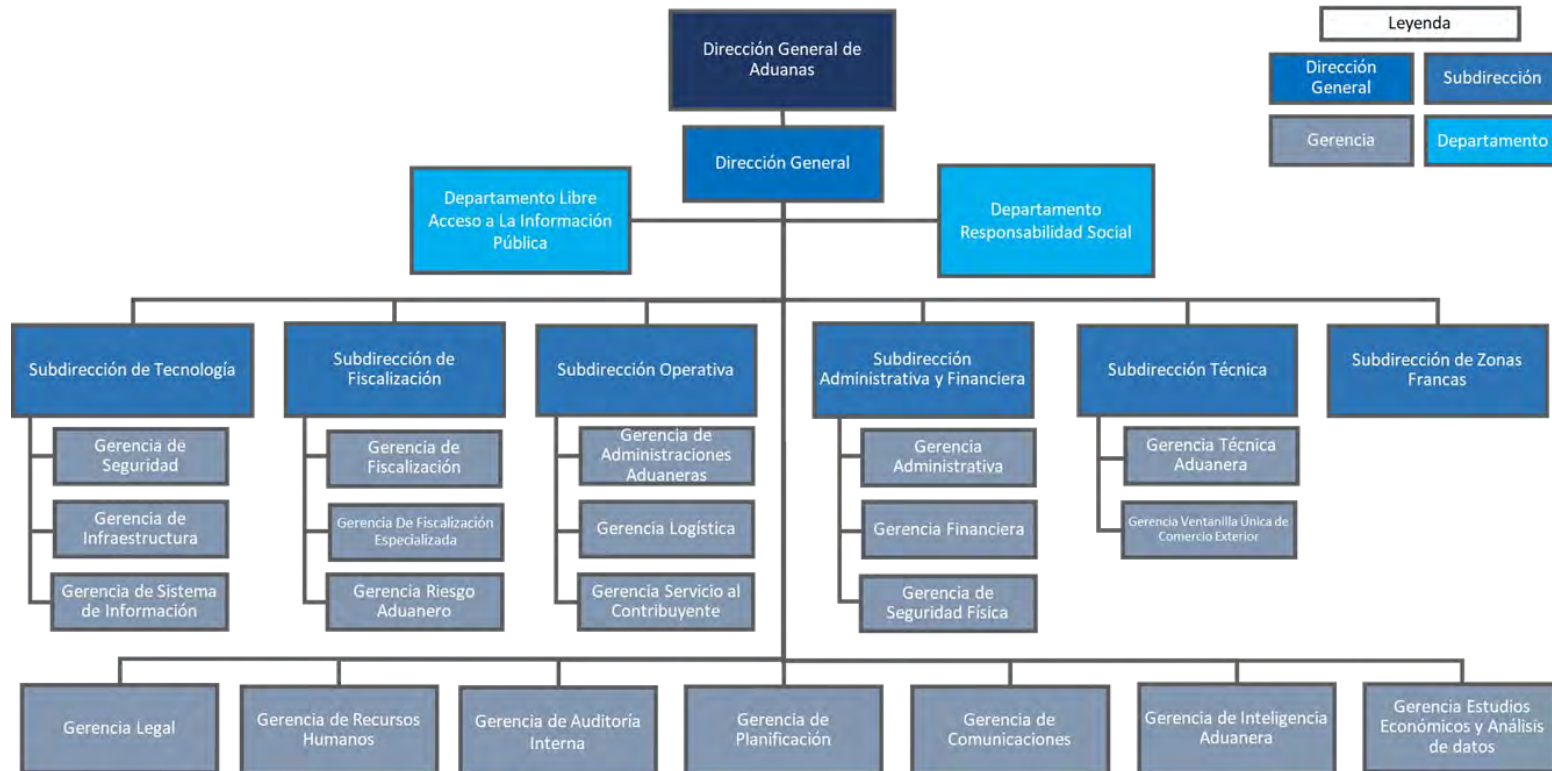 Leyenda
Dirección General de
Aduanas
Dirección
General
Subdirección
Gerencia
Departamento
Dirección General
Departamento Libre
Acceso a La Información
Pública
Departamento
Responsabilidad Social
Subdirección de Tecnología
Subdirección de
Fiscalización
Subdirección Operativa
Subdirección
Administrativa y Financiera
Subdirección Técnica
Subdirección de Zonas
Francas
Gerencia de
Seguridad
Gerencia de
Fiscalización
Gerencia de
Administraciones
Aduaneras
Gerencia
Administrativa
Gerencia Técnica
Aduanera
Gerencia de
Infraestructura
Gerencia De Fiscalización
Especializada
Gerencia Logística
Gerencia Financiera
Gerencia Ventanilla Única de
Comercio Exterior
Gerencia de Sistema
de Información
Gerencia Riesgo
Aduanero
Gerencia Servicio al
Contribuyente
Gerencia de
Seguridad Física
Gerencia Legal
Gerencia de Recursos
Humanos
Gerencia de Auditoría
Interna
Gerencia de
Planificación
Gerencia de
Comunicaciones
Gerencia de Inteligencia
Aduanera
Gerencia Estudios
Económicos y Análisis
de datos